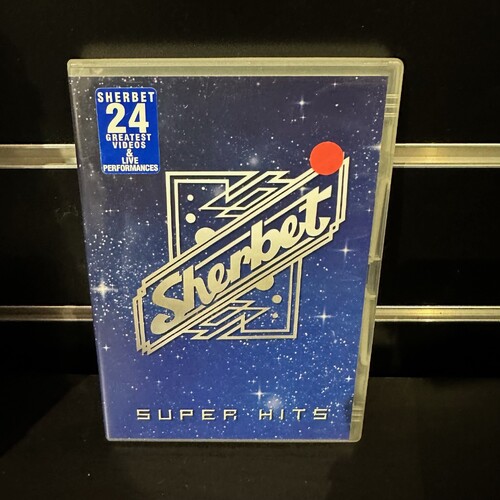 SHERBET
24
GREATEST
VIDEOS
&
LIVE
PERFORMANCES
Sherbet
SUPER HITS